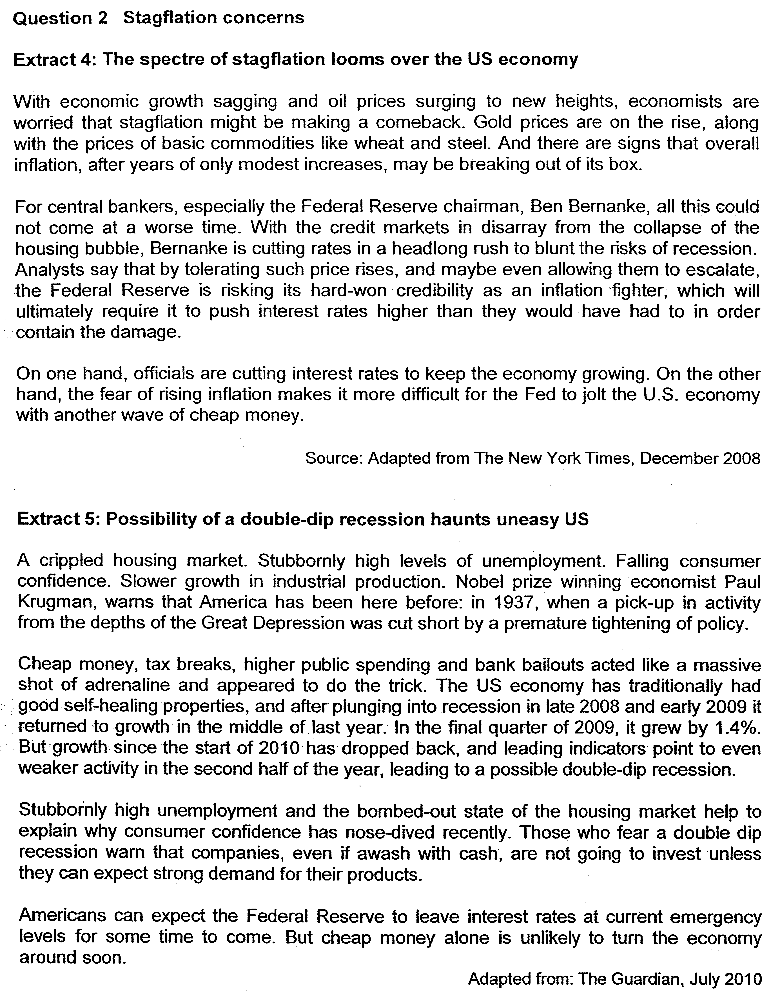 Question 2 Stagflation concerns
Extract 4: The spectre of stagflation looms over the US economy
With economic growth sagging and oil prices surging to new heights, economists are
worried that stagflation might be making a comeback. Gold prices are on the rise, along
with the prices of basic commodities like wheat and steel. And there are signs that overall
inflation, after years of only modest increases, may be breaking out of its box.
For central bankers, especially the Federal Reserve chairman, Ben Bernanke, all this could
not come at a worse time. With the credit markets in disarray from the collapse of the
housing bubble, Bernanke is cutting rates in a headlong rush to blunt the risks of recession.
Analysts say that by tolerating such price rises, and maybe even allowing them to escalate,
the Federal Reserve is risking its hard-won credibility as an inflation fighter, which will
ultimately require it to push interest rates higher than they would have had to in order
contain the damage.
On one hand, officials are cutting interest rates to keep the economy growing. On the other
hand, the fear of rising inflation makes it more difficult for the Fed to jolt the U.S. economy
with another wave of cheap money.
Source: Adapted from The New York Times, December 2008
Extract 5: Possibility of a double-dip recession haunts uneasy US
A crippled housing market. Stubbornly high levels of unemployment. Falling consumer
confidence. Slower growth in industrial production. Nobel prize winning economist Paul
Krugman, warns that America has been here before: in 1937, when a pick-up in activity
from the depths of the Great Depression was cut short by a premature tightening of policy.
Cheap money, tax breaks, higher public spending and bank bailouts acted like a massive
shot of adrenaline and appeared to do the trick. The US economy has traditionally had
good self-healing properties, and after plunging into recession in late 2008 and early 2009 it
returned to growth in the middle of last year. In the final quarter of 2009, it grew by 1.4%.
But growth since the start of 2010 has dropped back, and leading indicators point to even
weaker activity in the second half of the year, leading to a possible double-dip recession.
Stubbornly high unemployment and the bombed-out state of the housing market help to
explain why consumer confidence has nose-dived recently. Those who fear a double dip
recession warn that companies, even if awash with cash, are not going to invest unless
they can expect strong demand for their products.
Americans can expect the Federal Reserve to leave interest rates at current emergency
levels for some time to come. But cheap money alone is unlikely to turn the economy
around soon.
Adapted from: The Guardian, July 2010